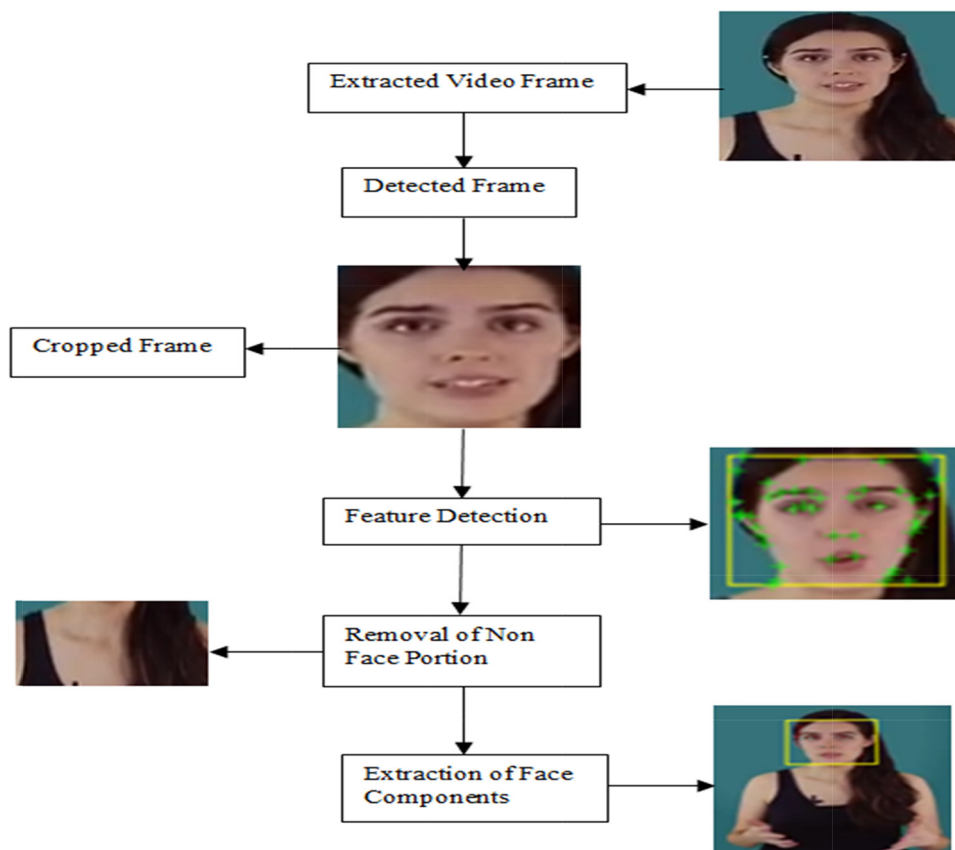 Extracted Video Frame
Detected Frame
Cropped Frame
Feature Detection
Removal of Non
Face Portion
Extraction of Face
Components